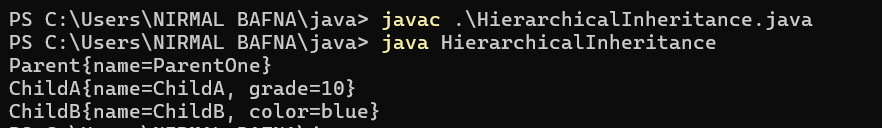 PS C:\Users\NIRMAL BAFNA\java> javac .\HierarchicalInheritance.java
PS C:\Users\NIRMAL BAFNA\java> java HierarchicalInheritance
Parent{name=ParentOne}
ChildA{name=ChildA, grade=10}
ChildB{name=ChildB, color=blue}